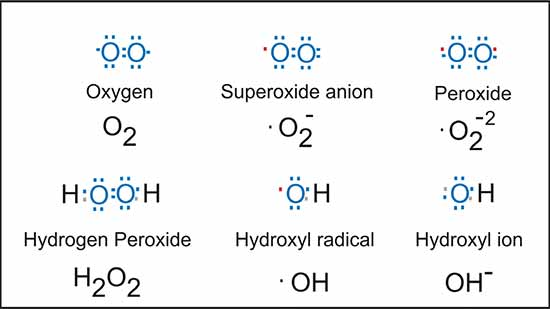 O:O O:O O:O
Oxygen Superoxide anion Peroxide
O₂ ·O₂⁻ ·O₂⁻²
H:O:O:H ·O:H :O:H
Hydrogen Peroxide Hydroxyl radical Hydroxyl ion
H₂O₂ ·OH OH⁻